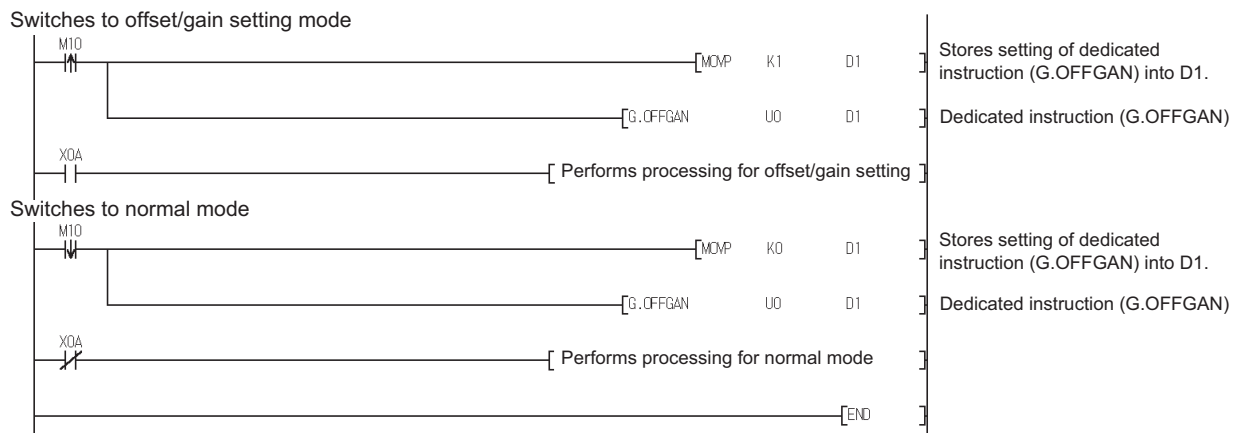 Switches to offset/gain setting mode
M10
MOVP K1 D1
Stores setting of dedicated
instruction (G.OFFGAN) into D1.
G.OFFGAN U0 D1
Dedicated instruction (G.OFFGAN)
X0A
Performs processing for offset/gain setting
Switches to normal mode
M10
MOVP K0 D1
Stores setting of dedicated
instruction (G.OFFGAN) into D1.
G.OFFGAN U0 D1
Dedicated instruction (G.OFFGAN)
X0A
Performs processing for normal mode
END